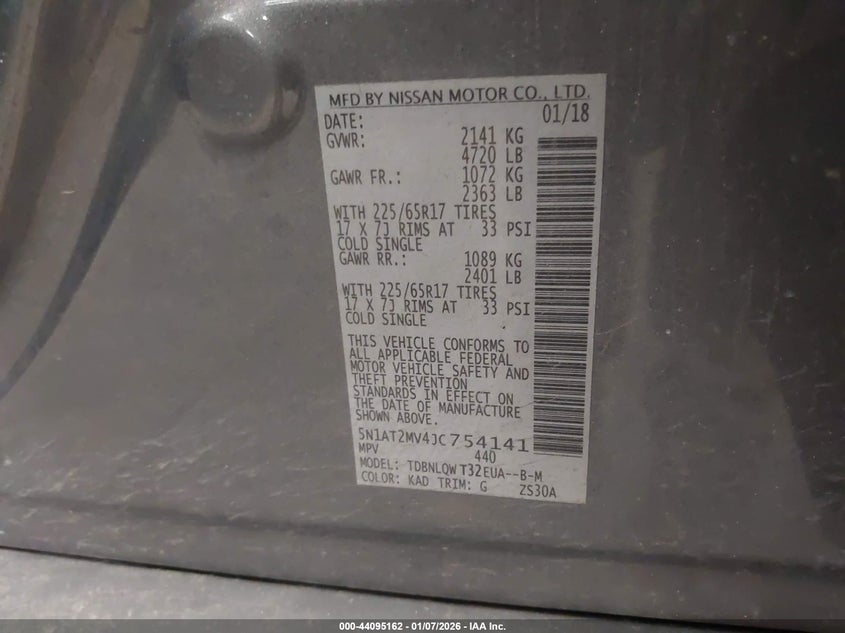 MFD BY NISSAN MOTOR CO., LTD.
DATE: 01/18
GVWR: 2141 KG
4720 LB
GAWR FR.: 1072 KG
2363 LB
WITH 225/65R17 TIRES
17 X 7J RIMS AT 33 PSI
COLD SINGLE
GAWR RR.: 1089 KG
2401 LB
WITH 225/65R17 TIRES
17 X 7J RIMS AT 33 PSI
COLD SINGLE
THIS VEHICLE CONFORMS TO
ALL APPLICABLE FEDERAL
MOTOR VEHICLE SAFETY AND
THEFT PREVENTION
STANDARDS IN EFFECT ON
THE DATE OF MANUFACTURE
SHOWN ABOVE.
5N1AT2MV4JC754141
MPV 440
MODEL: TDBNLQW T32EUA--B-M
COLOR: KAD TRIM: G ZS30A
000-44095162 - 01/07/2026 - IAA Inc.